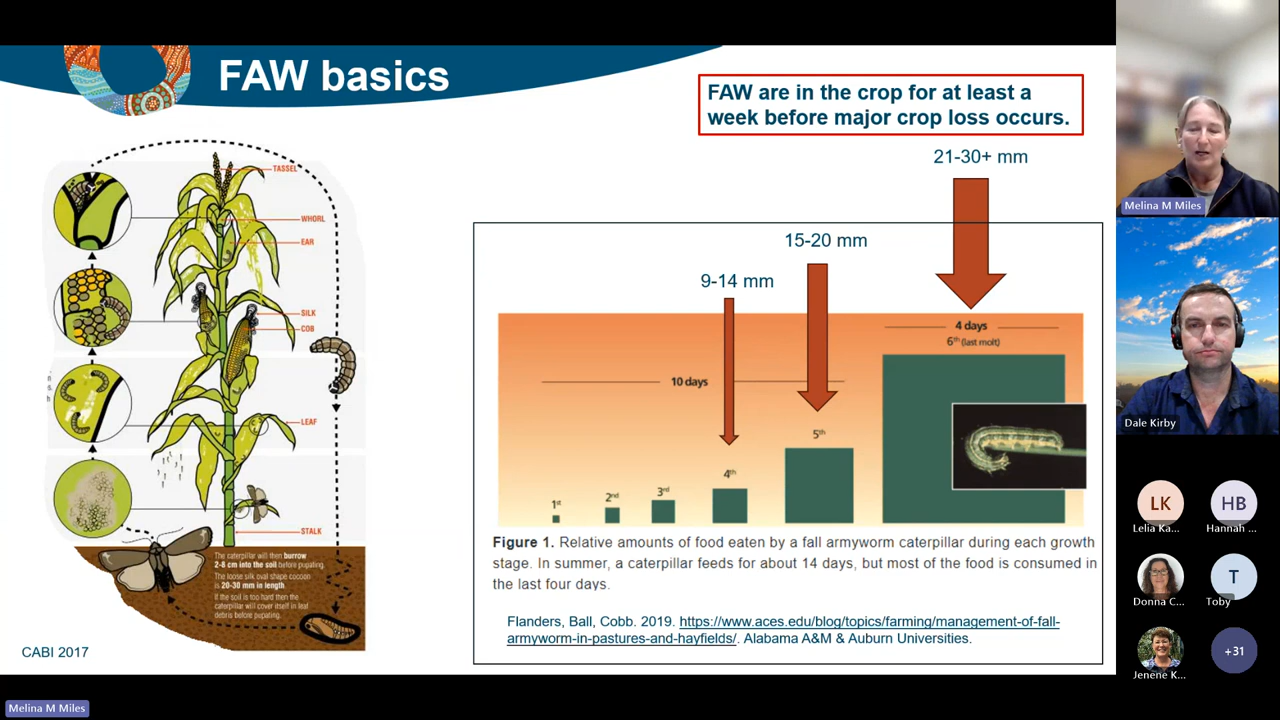 FAW basics
FAW are in the crop for at least a
week before major crop loss occurs.
21-30+ mm
15-20 mm
9-14 mm
TASSEL
WHORL
EAR
SILK
COB
LEAF
STALK
The caterpillar will then burrow
2-8 cm into the soil before pupating.
The loose silk oval shape cocoon
is 20-30 mm in length.
If the soil is too hard then the
caterpillar will cover itself in leaf
debris before pupating.
CABI 2017
4 days
6th (last molt)
10 days
5th
4th
3rd
2nd
1st
Figure 1. Relative amounts of food eaten by a fall armyworm caterpillar during each growth
stage. In summer, a caterpillar feeds for about 14 days, but most of the food is consumed in
the last four days.
Flanders, Ball, Cobb. 2019. https://www.aces.edu/blog/topics/farming/management-of-fall-
armyworm-in-pastures-and-hayfields/. Alabama A&M & Auburn Universities.
Melina M Miles
Dale Kirby
LK
HB
Lelia Ka...
Hannah ...
T
Donna C...
Toby
+31
Jenene K...
Melina M Miles